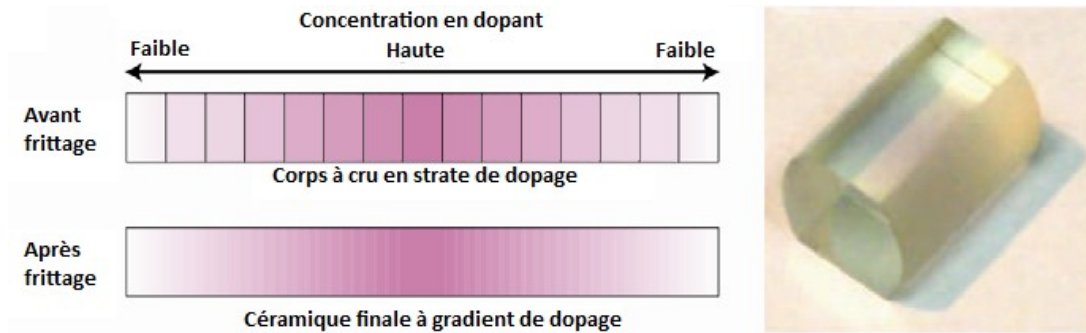 Concentration en dopant
Faible Haute Faible
Avant
frittage
Corps à cru en strate de dopage
Après
frittage
Céramique finale à gradient de dopage